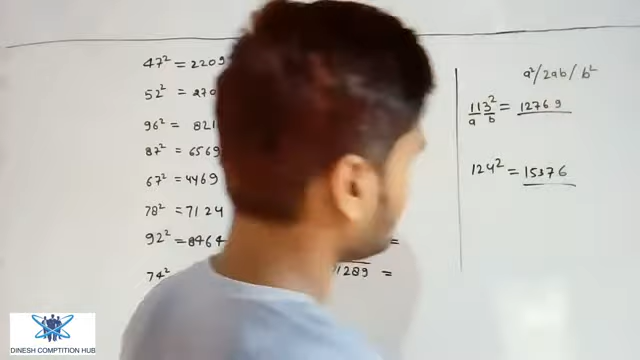 47² = 2209
52² = 270
96² = 821
87² = 6569
67² = 4469
78² = 7124
92² = 8464
74²
1289 =
a²/2ab/b²
113² = 12769
a b
124² = 15376
DINESH COMPTITION HUB